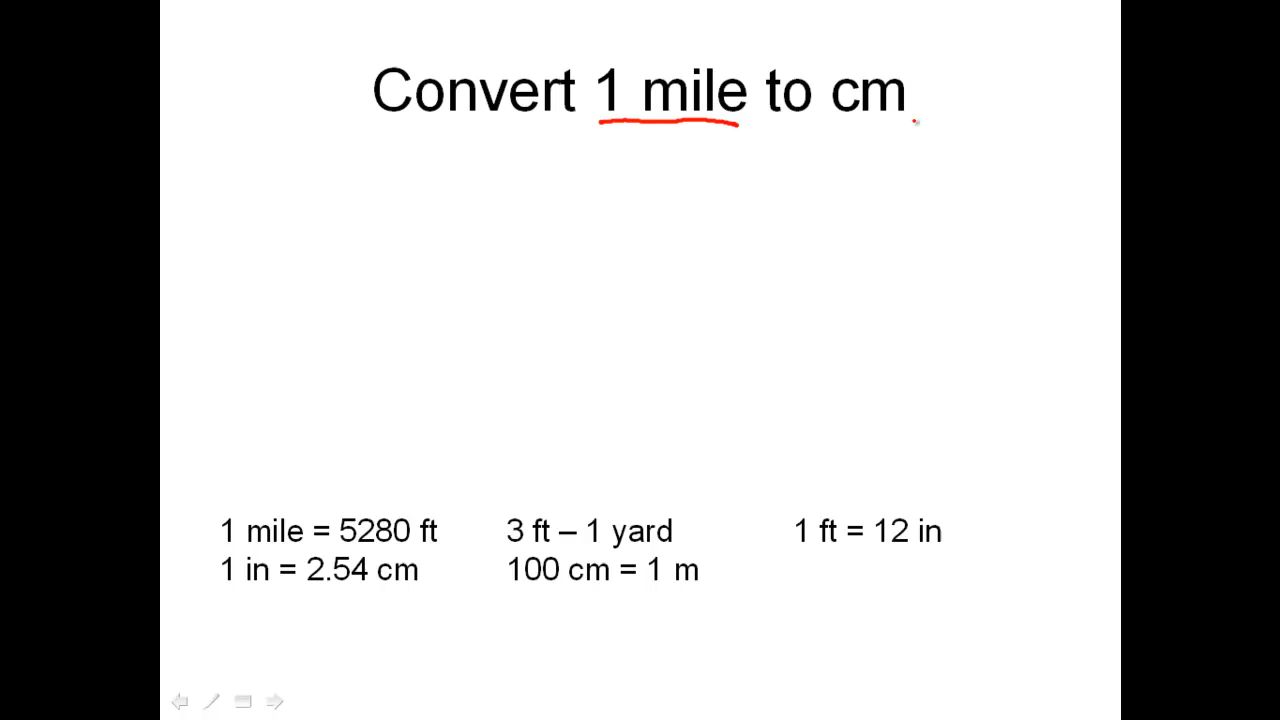 Convert 1 mile to cm
1 mile = 5280 ft 3 ft – 1 yard 1 ft = 12 in
1 in = 2.54 cm 100 cm = 1 m